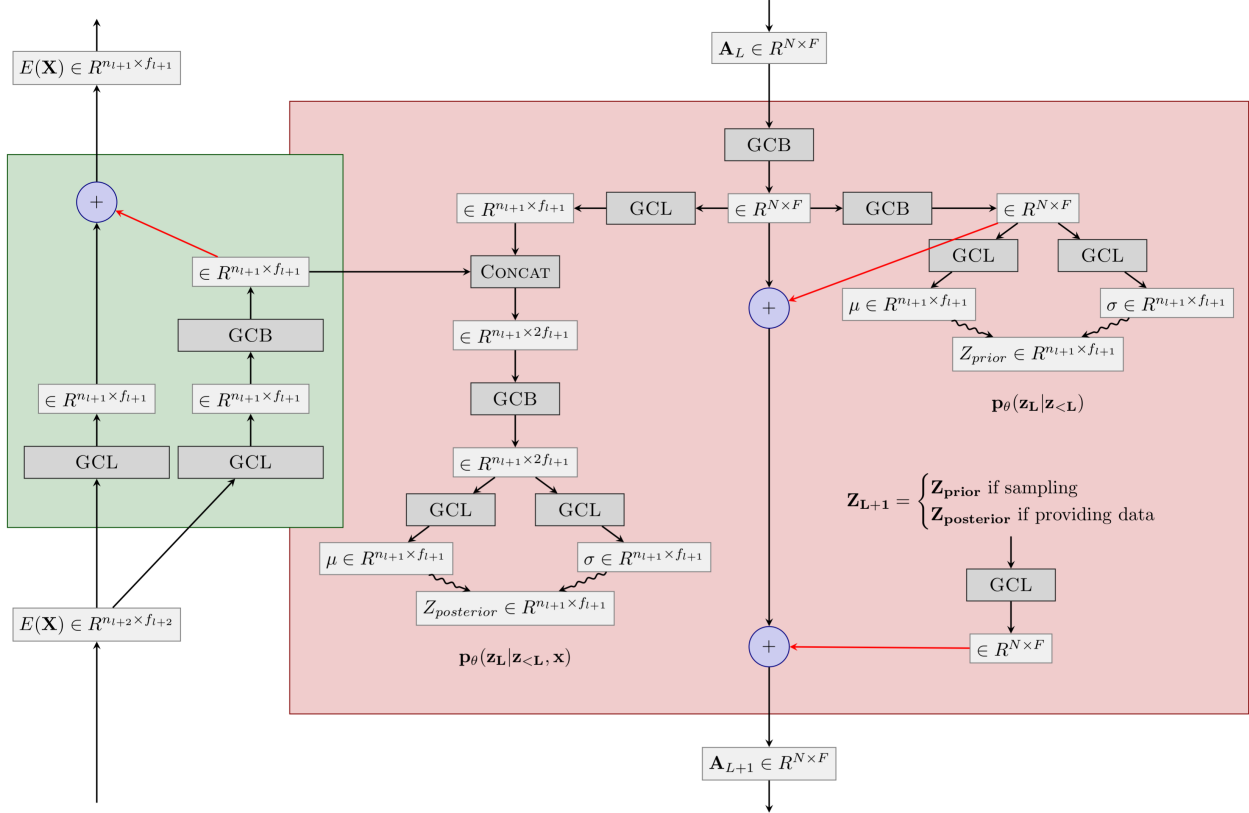 E(X) ∈ R^{n_{l+1}×f_{l+1}}
A_L ∈ R^{N×F}
GCB
+
∈ R^{n_{l+1}×f_{l+1}}
GCL
∈ R^{N×F}
GCB
∈ R^{N×F}
GCL
GCL
∈ R^{n_{l+1}×f_{l+1}}
CONCAT
+
μ ∈ R^{n_{l+1}×f_{l+1}}
σ ∈ R^{n_{l+1}×f_{l+1}}
GCB
∈ R^{n_{l+1}×2f_{l+1}}
Z_{prior} ∈ R^{n_{l+1}×f_{l+1}}
∈ R^{n_{l+1}×f_{l+1}}
∈ R^{n_{l+1}×f_{l+1}}
GCB
p_θ(z_L|z_{<L})
GCL
GCL
∈ R^{n_{l+1}×2f_{l+1}}
Z_{L+1} = { Z_{prior} if sampling
Z_{posterior} if providing data
GCL
GCL
μ ∈ R^{n_{l+1}×f_{l+1}}
σ ∈ R^{n_{l+1}×f_{l+1}}
GCL
Z_{posterior} ∈ R^{n_{l+1}×f_{l+1}}
E(X) ∈ R^{n_{l+2}×f_{l+2}}
+
∈ R^{N×F}
p_θ(z_L|z_{<L}, x)
A_{L+1} ∈ R^{N×F}